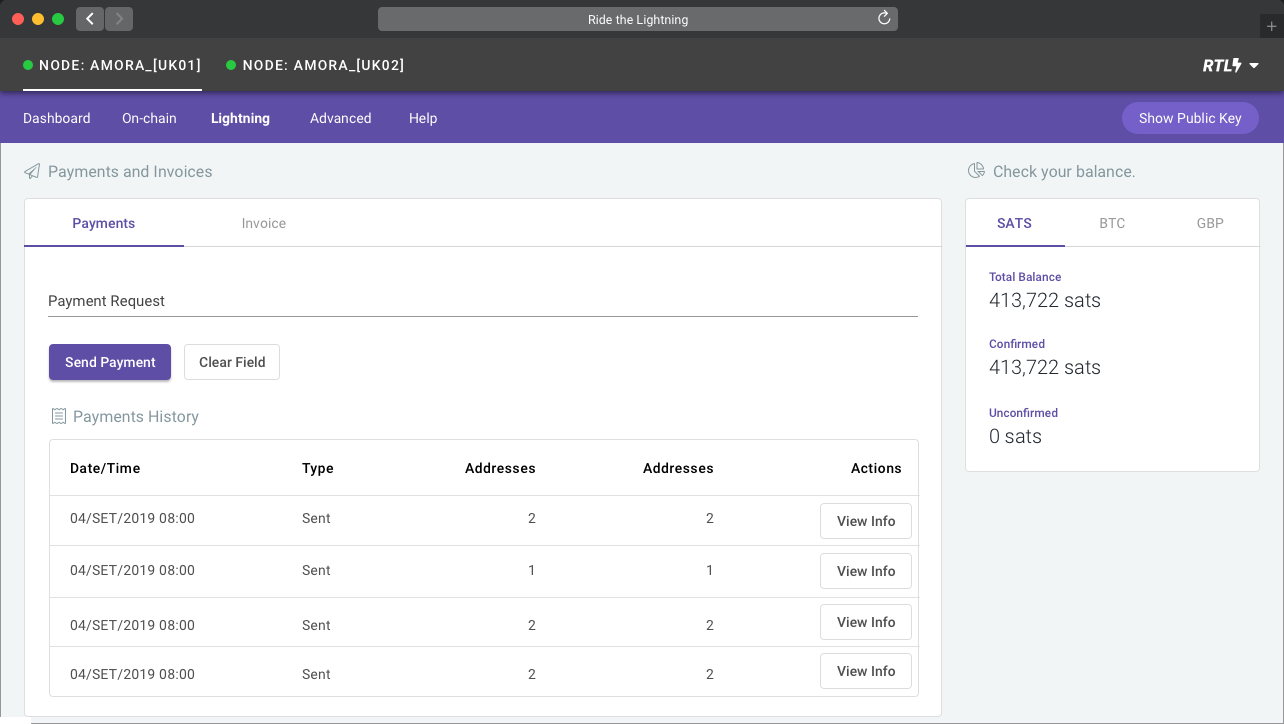 Ride the Lightning
NODE: AMORA_[UK01] NODE: AMORA_[UK02] RTL
Dashboard On-chain Lightning Advanced Help Show Public Key
Payments and Invoices
Payments Invoice
Payment Request
Send Payment Clear Field
Payments History
Date/Time Type Addresses Addresses Actions
04/SET/2019 08:00 Sent 2 2 View Info
04/SET/2019 08:00 Sent 1 1 View Info
04/SET/2019 08:00 Sent 2 2 View Info
04/SET/2019 08:00 Sent 2 2 View Info
Check your balance.
SATS BTC GBP
Total Balance
413,722 sats
Confirmed
413,722 sats
Unconfirmed
0 sats